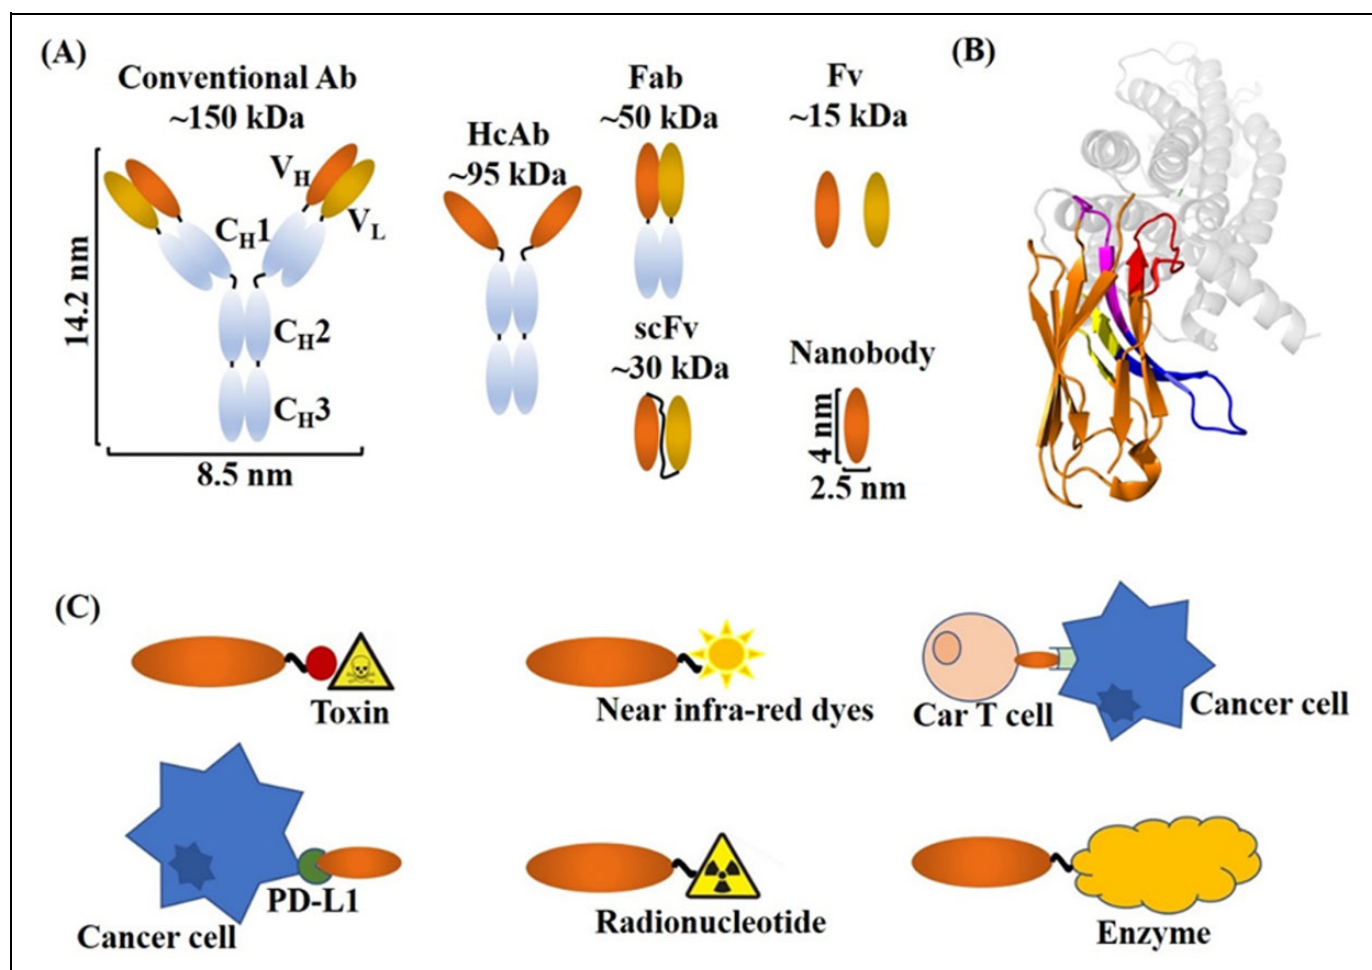 (A)
Conventional Ab
~150 kDa
14.2 nm
8.5 nm
VH
VL
CH1
CH2
CH3
HcAb
~95 kDa
Fab
~50 kDa
scFv
~30 kDa
Fv
~15 kDa
Nanobody
4 nm
2.5 nm
(B)
(C)
Toxin
Near infra-red dyes
Car T cell
Cancer cell
Cancer cell
PD-L1
Radionucleotide
Enzyme